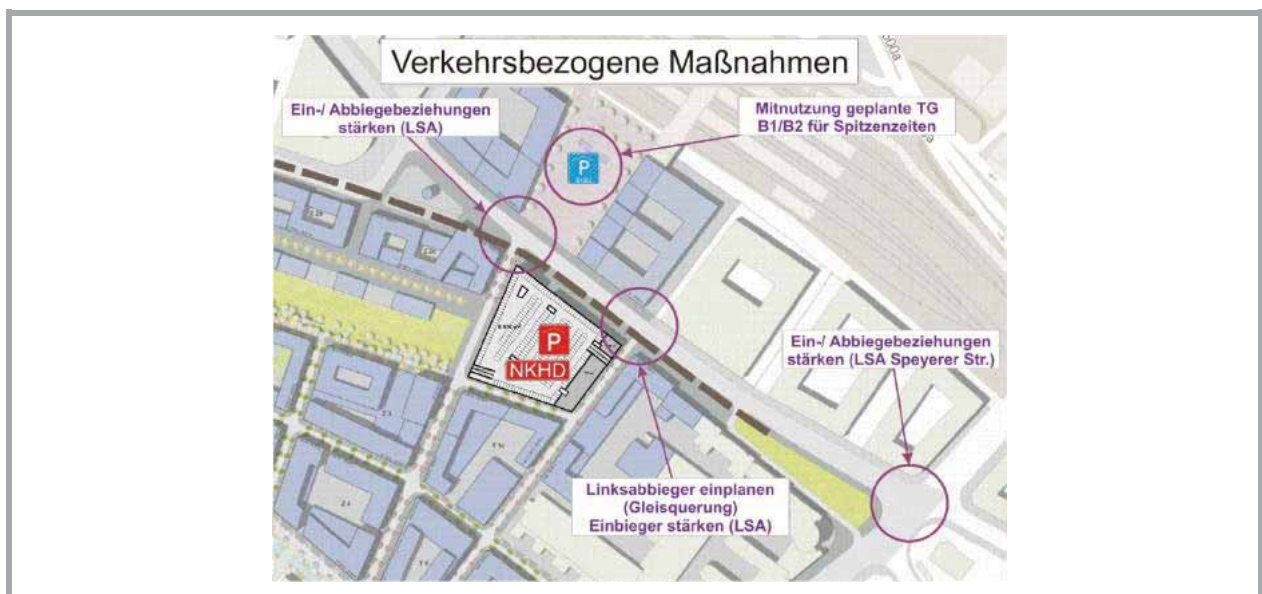 Verkehrsbezogene Maßnahmen
Ein-/ Abbiegebeziehungen
stärken (LSA)
Mitnutzung geplante TG
B1/B2 für Spitzenzeiten
P
P
NKHD
Ein-/ Abbiegebeziehungen
stärken (LSA Speyerer Str.)
Linksabbieger einplanen
(Gleisquerung)
Einbieger stärken (LSA)